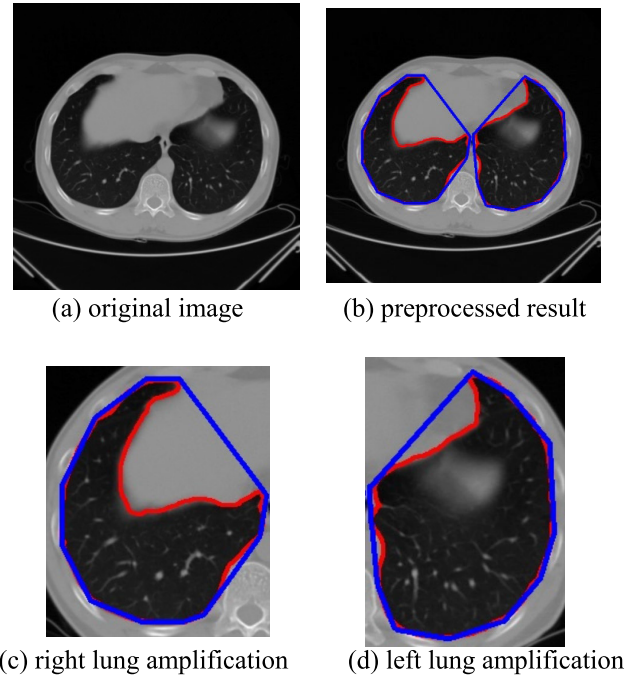 (a) original image
(b) preprocessed result
(c) right lung amplification
(d) left lung amplification